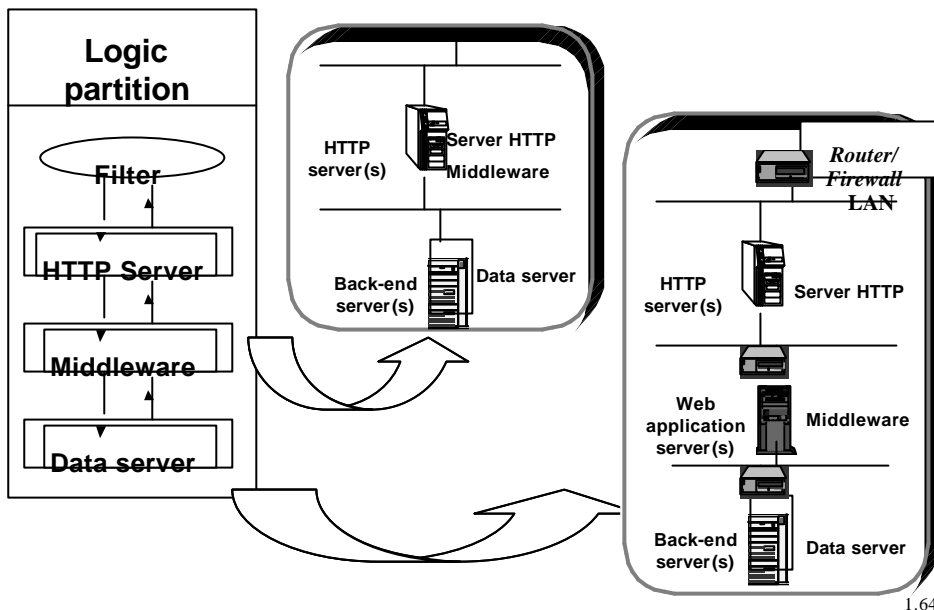 Logic
partition
Filter
HTTP Server
Middleware
Data server
HTTP
server(s)
Server HTTP
Middleware
Back-end
server(s)
Data server
Router/
Firewall
LAN
HTTP
server(s)
Server HTTP
Web
application
server(s)
Middleware
Back-end
server(s)
Data server
1.64